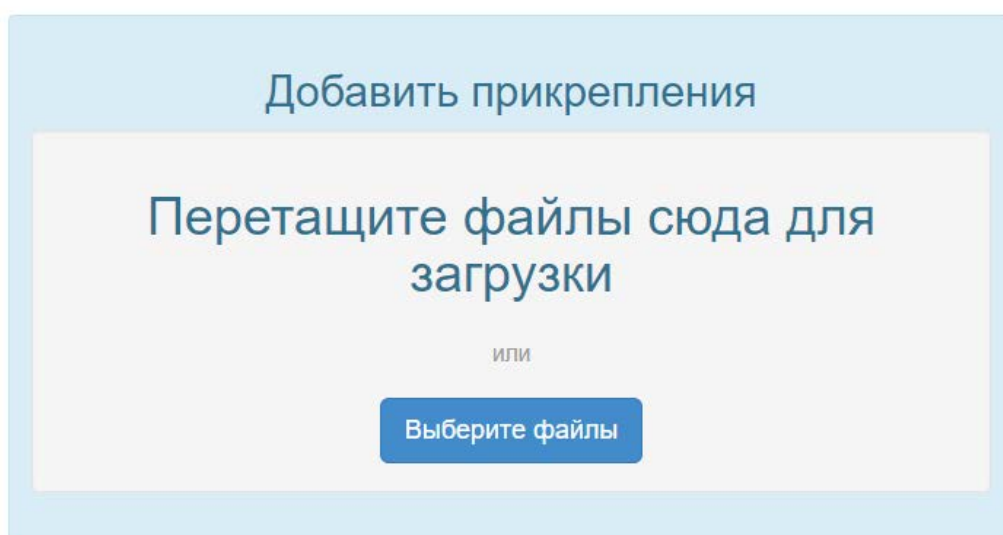 Добавить прикрепления
Перетащите файлы сюда для
загрузки
или
Выберите файлы